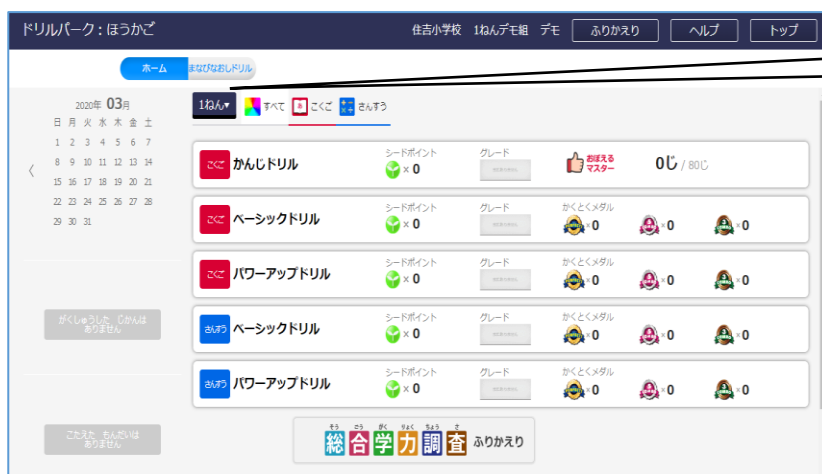 ドリルパーク：ほうかご
住吉小学校 1ねんデモ組 デモ ふりかえり ヘルプ トップ
ホーム まなびなおしドリル
2020年 03月
日 月 火 水 木 金 土
1 2 3 4 5 6 7
8 9 10 11 12 13 14
15 16 17 18 19 20 21
22 23 24 25 26 27 28
29 30 31
がくしゅうした じかんは
ありません
こたえた もんだいは
ありません
1ねん▾ すべて あ こくご さんすう
こくご かんじドリル シードポイント × 0 グレード おぼえる マスター 0じ / 80じ
こくご ベーシックドリル シードポイント × 0 グレード かくとくメダル × 0 × 0 × 0
こくご パワーアップドリル シードポイント × 0 グレード かくとくメダル × 0 × 0 × 0
さんすう ベーシックドリル シードポイント × 0 グレード かくとくメダル × 0 × 0 × 0
さんすう パワーアップドリル シードポイント × 0 グレード かくとくメダル × 0 × 0 × 0
そう ごう がく りょく ちょう さ
総合学力調査 ふりかえり